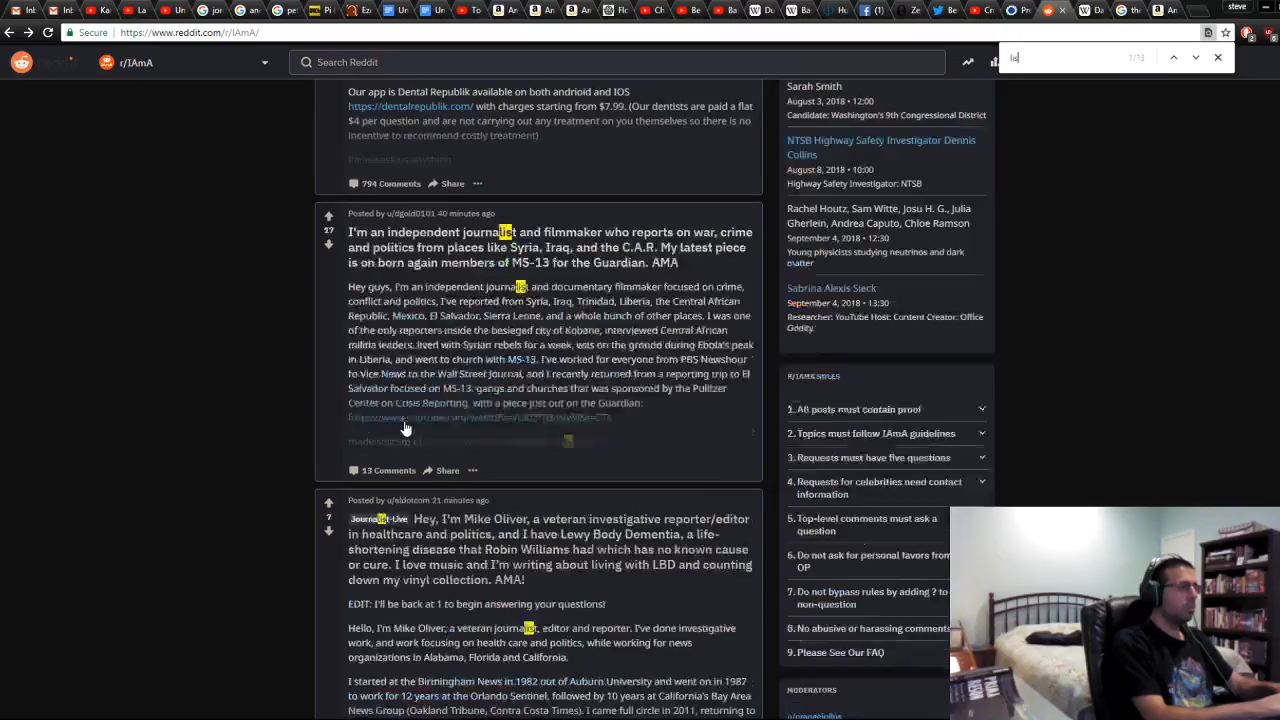 steve
Secure
https://www.reddit.com/r/IAmA/
lis
1/13
r/IAmA
Search Reddit
Our app is Dental Republik available on both andrioid and IOS
https://dentalrepublik.com/ with charges starting from $7.99. (Our dentists are paid a flat
$4 per question and are not carrying out any treatment on you themselves so there is no
incentive to recommend costly treatment)
794 Comments Share
Posted by u/dgoid0101 40 minutes ago
17
I'm an independent journalist and filmmaker who reports on war, crime
and politics from places like Syria, Iraq, and the C.A.R. My latest piece
is on born again members of MS-13 for the Guardian. AMA
Hey guys, I'm an independent journalist and documentary filmmaker focused on crime,
conflict and politics, I've reported from Syria, Iraq, Trinidad, Liberia, the Central African
Republic, Mexico, El Salvador, Sierra Leone, and a whole bunch of other places. I was one
of the only reporters inside the besieged city of Kobane, interviewed Central African
militia leaders, lived with Syrian rebels for a week, was on the ground during Ebola's peak
in Liberia, and went to church with MS-13. I've worked for everyone from PBS Newshour
to Vice News to the Wall Street Journal, and I recently returned from a reporting trip to El
Salvador focused on MS-13, gangs and churches that was sponsored by the Pulitzer
Center on Crisis Reporting, with a piece just out on the Guardian:
13 Comments Share
Posted by u/aldotcom 21 minutes ago
7
Journalist-Live Hey, I'm Mike Oliver, a veteran investigative reporter/editor
in healthcare and politics, and I have Lewy Body Dementia, a life-
shortening disease that Robin Williams had which has no known cause
or cure. I love music and I'm writing about living with LBD and counting
down my vinyl collection. AMA!
EDIT: I'll be back at 1 to begin answering your questions!
Hello, I'm Mike Oliver, a veteran journalist, editor and reporter. I've done investigative
work, and work focusing on health care and politics, while working for news
organizations in Alabama, Florida and California.
I started at the Birmingham News in 1982 out of Auburn University and went on in 1987
to work for 12 years at the Orlando Sentinel, followed by 10 years at California's Bay Area
News Group (Oakland Tribune, Contra Costa Times). I came full circle in 2011, returning to
Sarah Smith
August 3, 2018 • 12:00
Candidate: Washington's 9th Congressional District
NTSB Highway Safety Investigator Dennis
Collins
August 8, 2018 • 10:00
Highway Safety Investigator: NTSB
Rachel Houtz, Sam Witte, Josu H. G., Julia
Gherlein, Andrea Caputo, Chloe Ramson
September 4, 2018 • 12:30
Young physicists studying neutrinos and dark
matter
Sabrina Alexis Sieck
September 4, 2018 • 13:30
Researcher: YouTube Host: Content Creator: Office
Oddity.
R/IAMA RULES
1. All posts must contain proof
2. Topics must follow IAmA guidelines
3. Requests must have five questions
4. Requests for celebrities need contact
information
5. Top-level comments must ask a
question
6. Do not ask for personal favors from
OP
7. Do not bypass rules by adding ? to
non-question
8. No abusive or harassing comments
9. Please See Our FAQ
MODERATORS